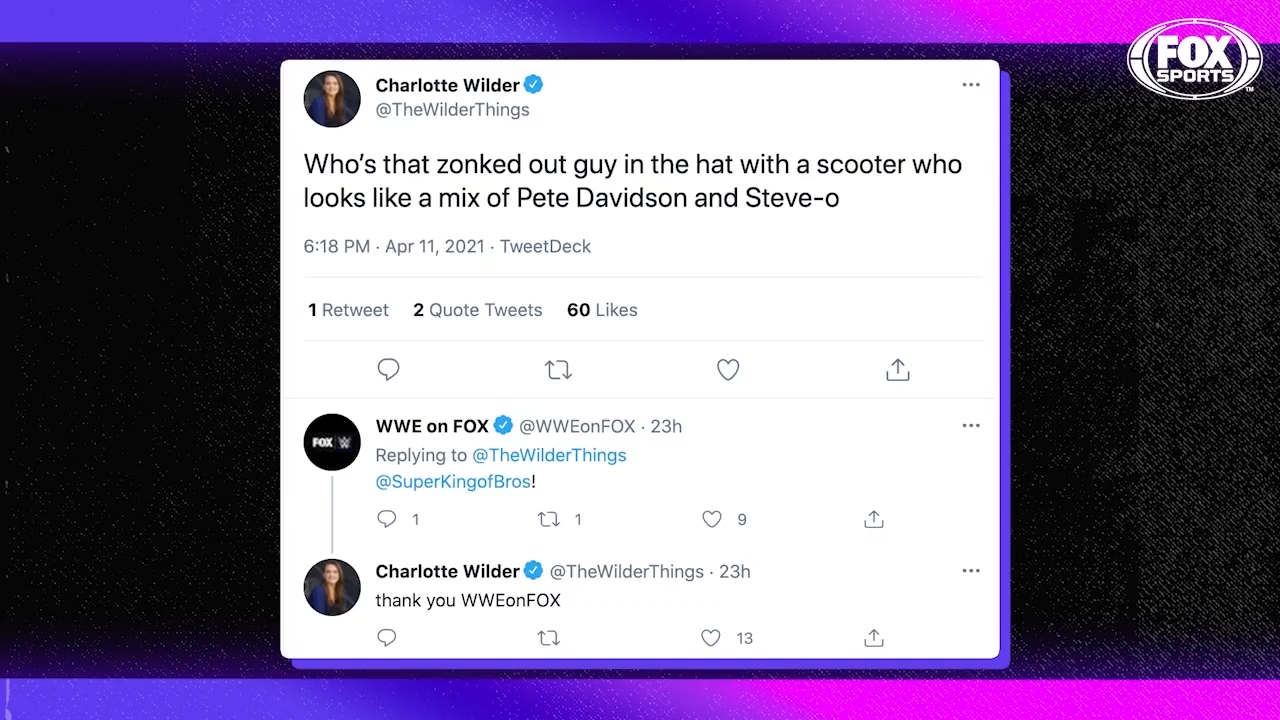 FOX
SPORTS
TM
Charlotte Wilder
@TheWilderThings
Who's that zonked out guy in the hat with a scooter who
looks like a mix of Pete Davidson and Steve-o
6:18 PM · Apr 11, 2021 · TweetDeck
1 Retweet 2 Quote Tweets 60 Likes
FOX W
WWE on FOX @WWEonFOX · 23h
Replying to @TheWilderThings
@SuperKingofBros!
1 1 9
Charlotte Wilder @TheWilderThings · 23h
thank you WWEonFOX
13